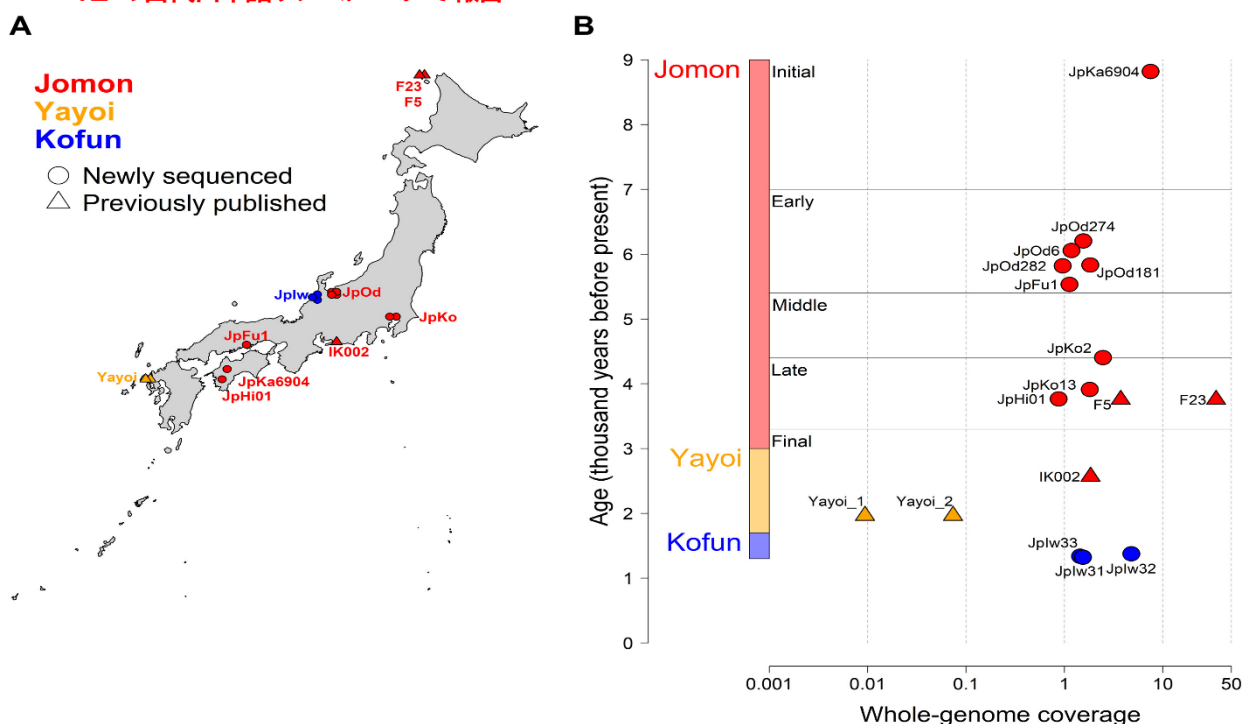 A
Jomon
Yayoi
Kofun
Newly sequenced
Previously published
F23
F5
JpIw
JpOd
JpKo
JpFu1
IK002
Yayoi
JpKa6904
JpHi01
B
Age (thousand years before present)
9
8
7
6
5
4
3
2
1
0
Jomon
Yayoi
Kofun
Initial
JpKa6904
Early
JpOd274
JpOd6
JpOd282
JpOd181
JpFu1
Middle
JpKo2
Late
JpKo13
JpHi01
F5
F23
Final
IK002
Yayoi_1
Yayoi_2
JpIw33
JpIw31
JpIw32
0.001
0.01
0.1
1
10
50
Whole-genome coverage